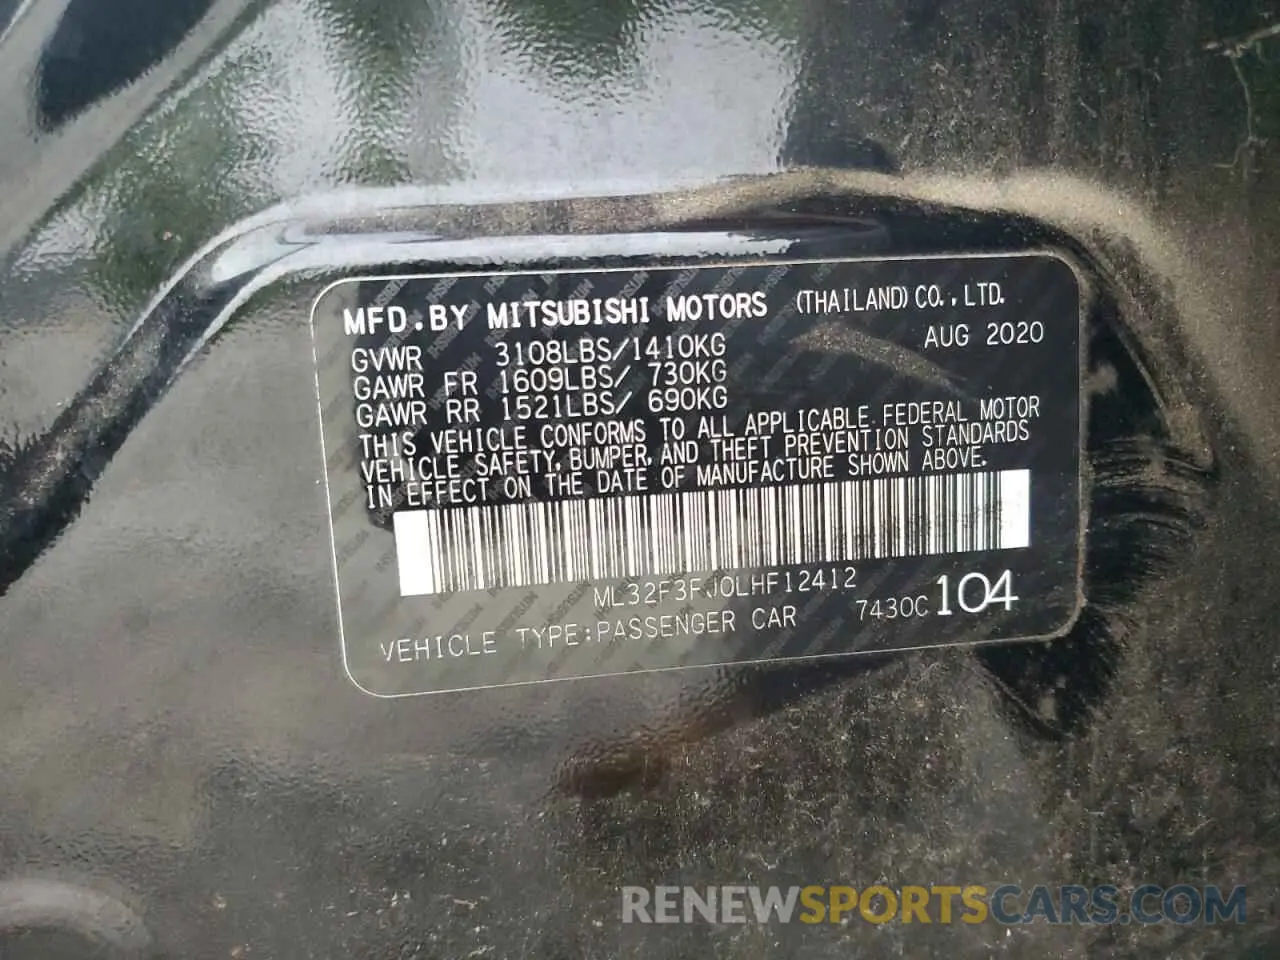 MFD.BY MITSUBISHI MOTORS (THAILAND) CO.,LTD.
AUG 2020
GVWR 3108LBS/1410KG
GAWR FR 1609LBS/ 730KG
GAWR RR 1521LBS/ 690KG
THIS VEHICLE CONFORMS TO ALL APPLICABLE FEDERAL MOTOR
VEHICLE SAFETY, BUMPER, AND THEFT PREVENTION STANDARDS
IN EFFECT ON THE DATE OF MANUFACTURE SHOWN ABOVE.
ML32F3FJ0LHF12412
7430C 104
VEHICLE TYPE:PASSENGER CAR
RENEWSPORTSCARS.COM